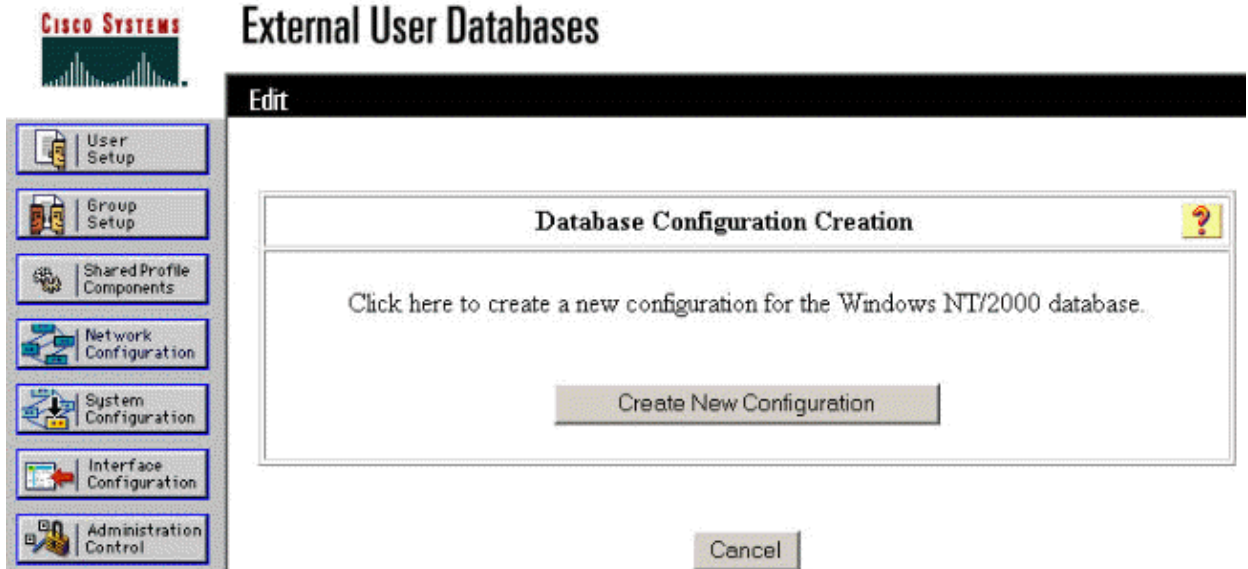 CISCO SYSTEMS
External User Databases
Edit
User
Setup
Group
Setup
Shared Profile
Components
Network
Configuration
System
Configuration
Interface
Configuration
Administration
Control
Database Configuration Creation
?
Click here to create a new configuration for the Windows NT/2000 database.
Create New Configuration
Cancel